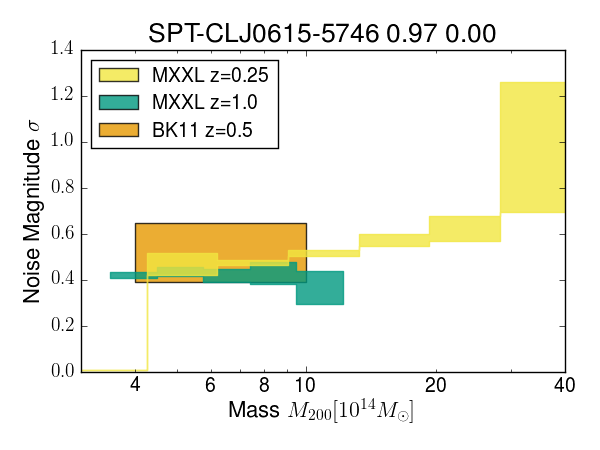 SPT-CLJ0615-5746 0.97 0.00
1.4
1.2
1.0
0.8
0.6
0.4
0.2
0.0
Noise Magnitude σ
MXXL z=0.25
MXXL z=1.0
BK11 z=0.5
4 6 8 10 20 40
Mass M₂₀₀[10¹⁴M☉]